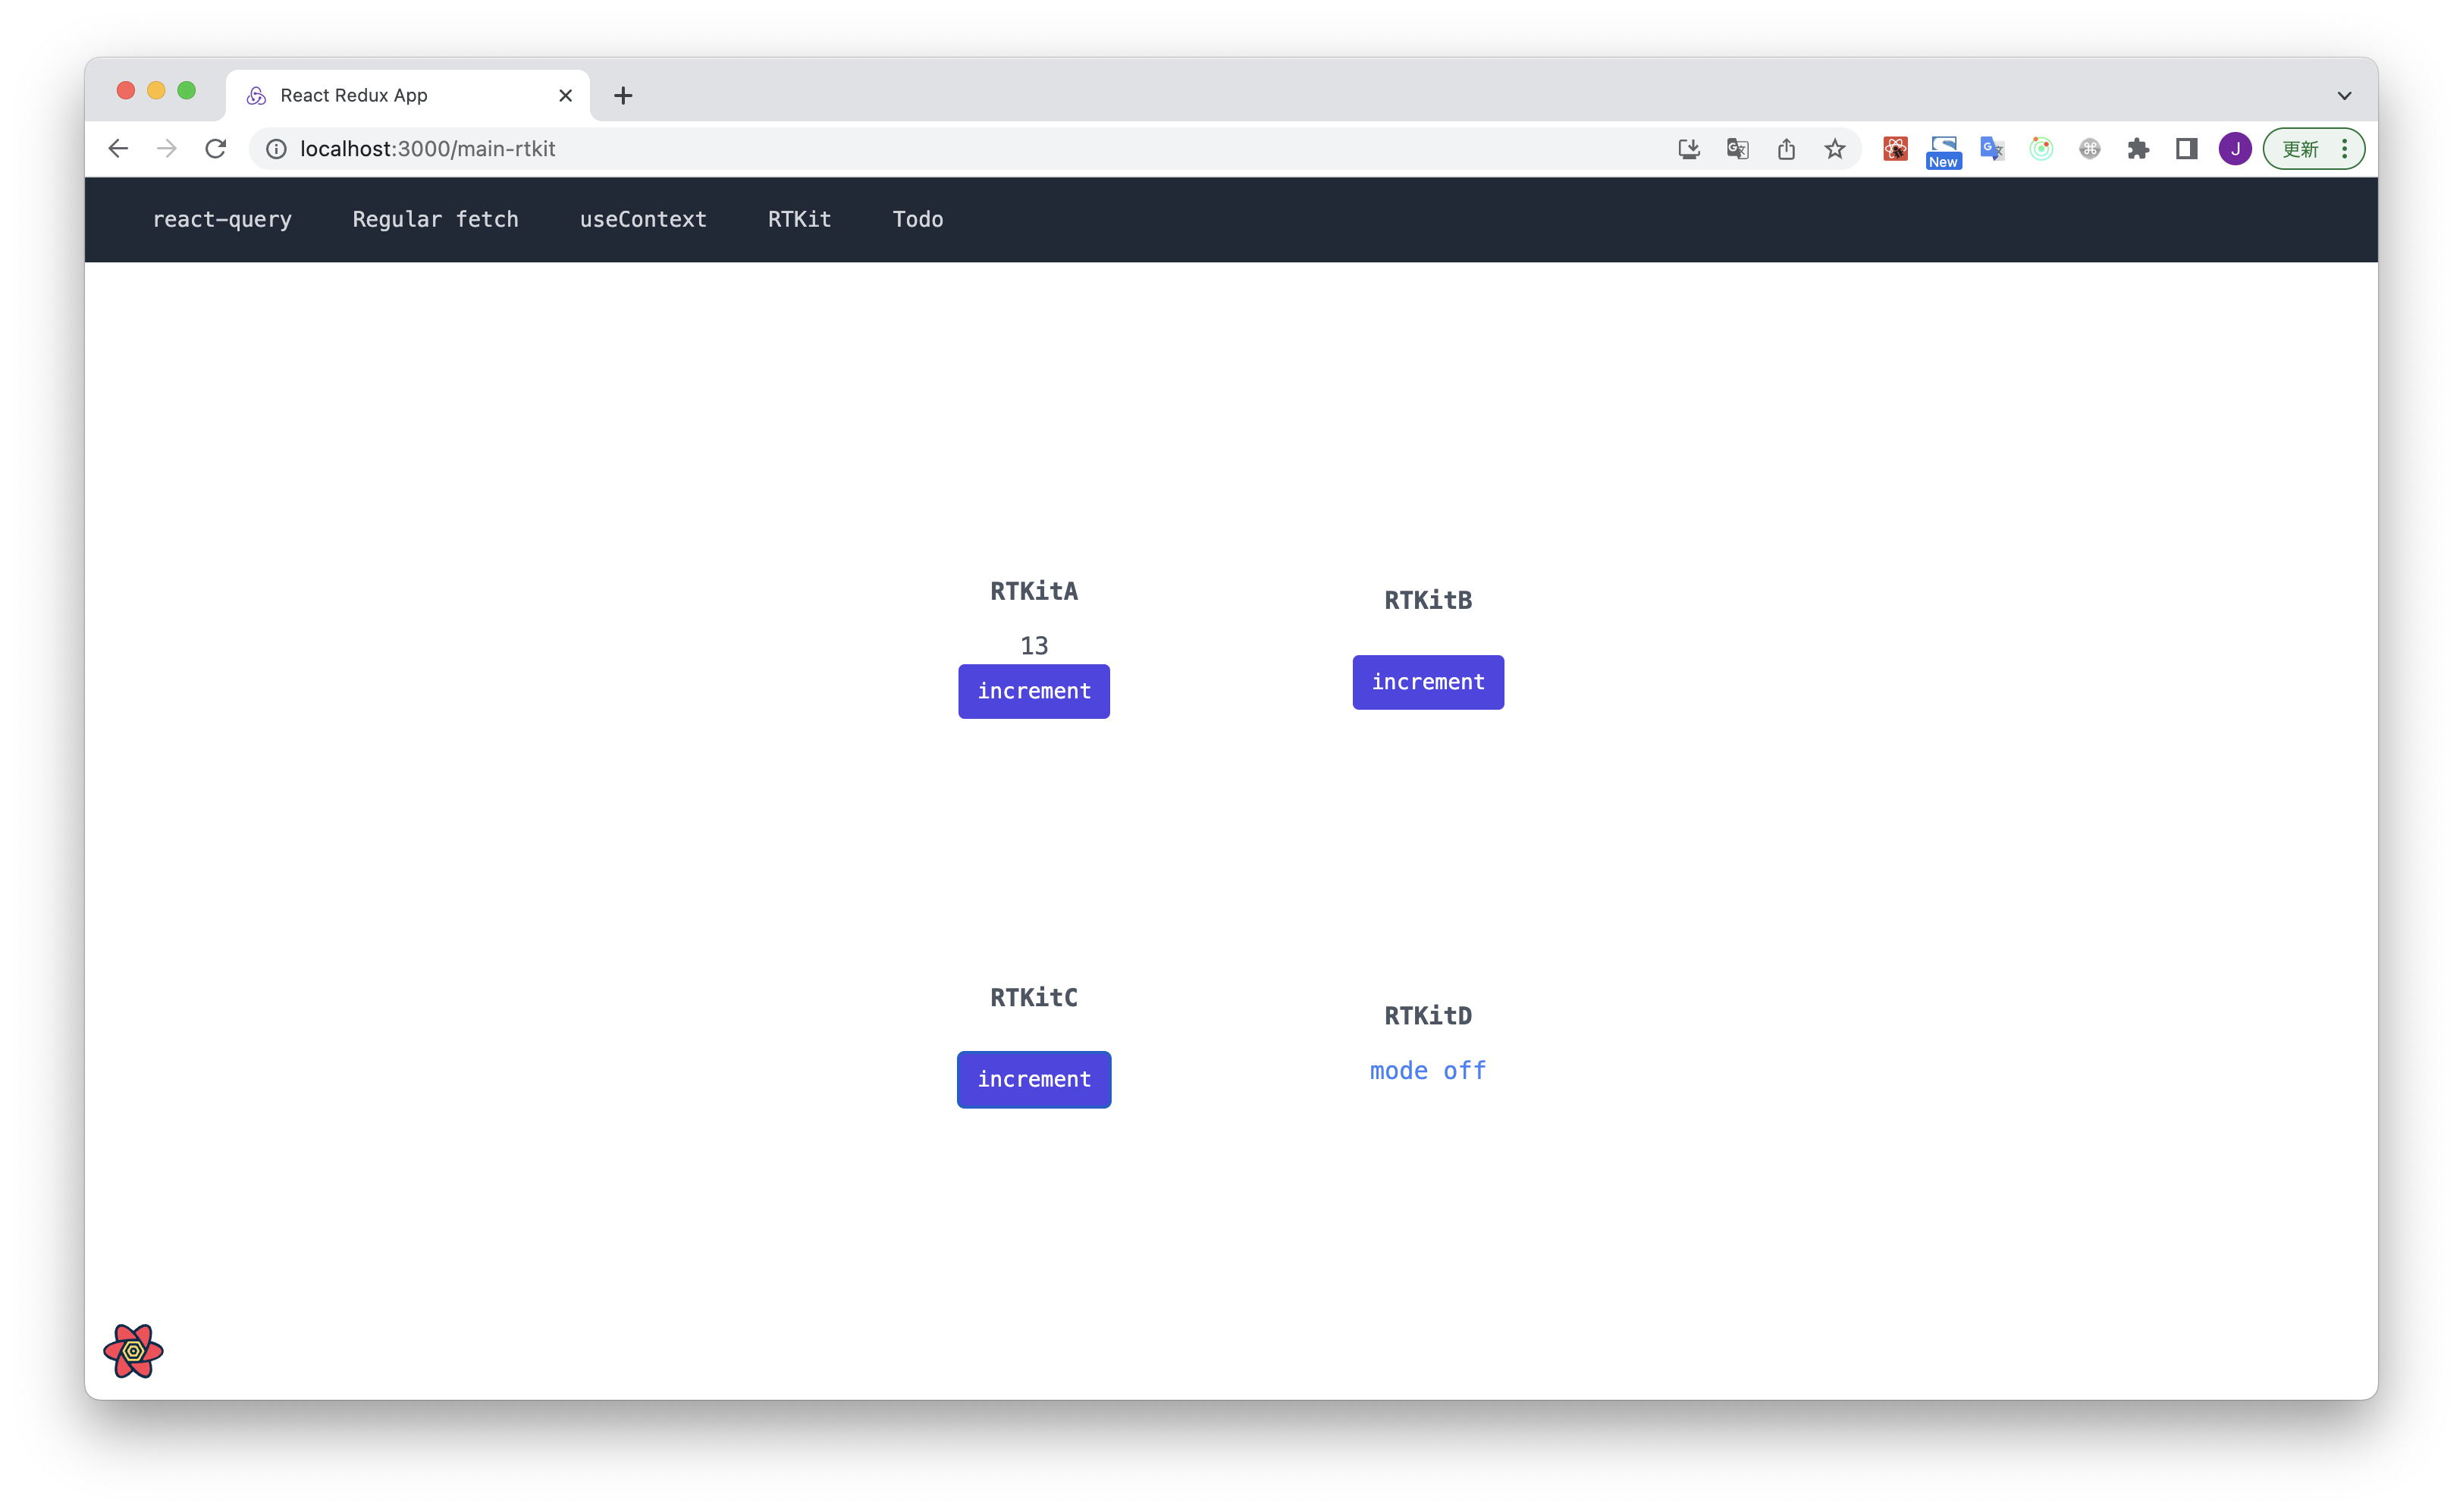 React Redux App
localhost:3000/main-rtkit
New
J
更新
react-query Regular fetch useContext RTKit Todo
RTKitA
13
increment
RTKitB
increment
RTKitC
increment
RTKitD
mode off